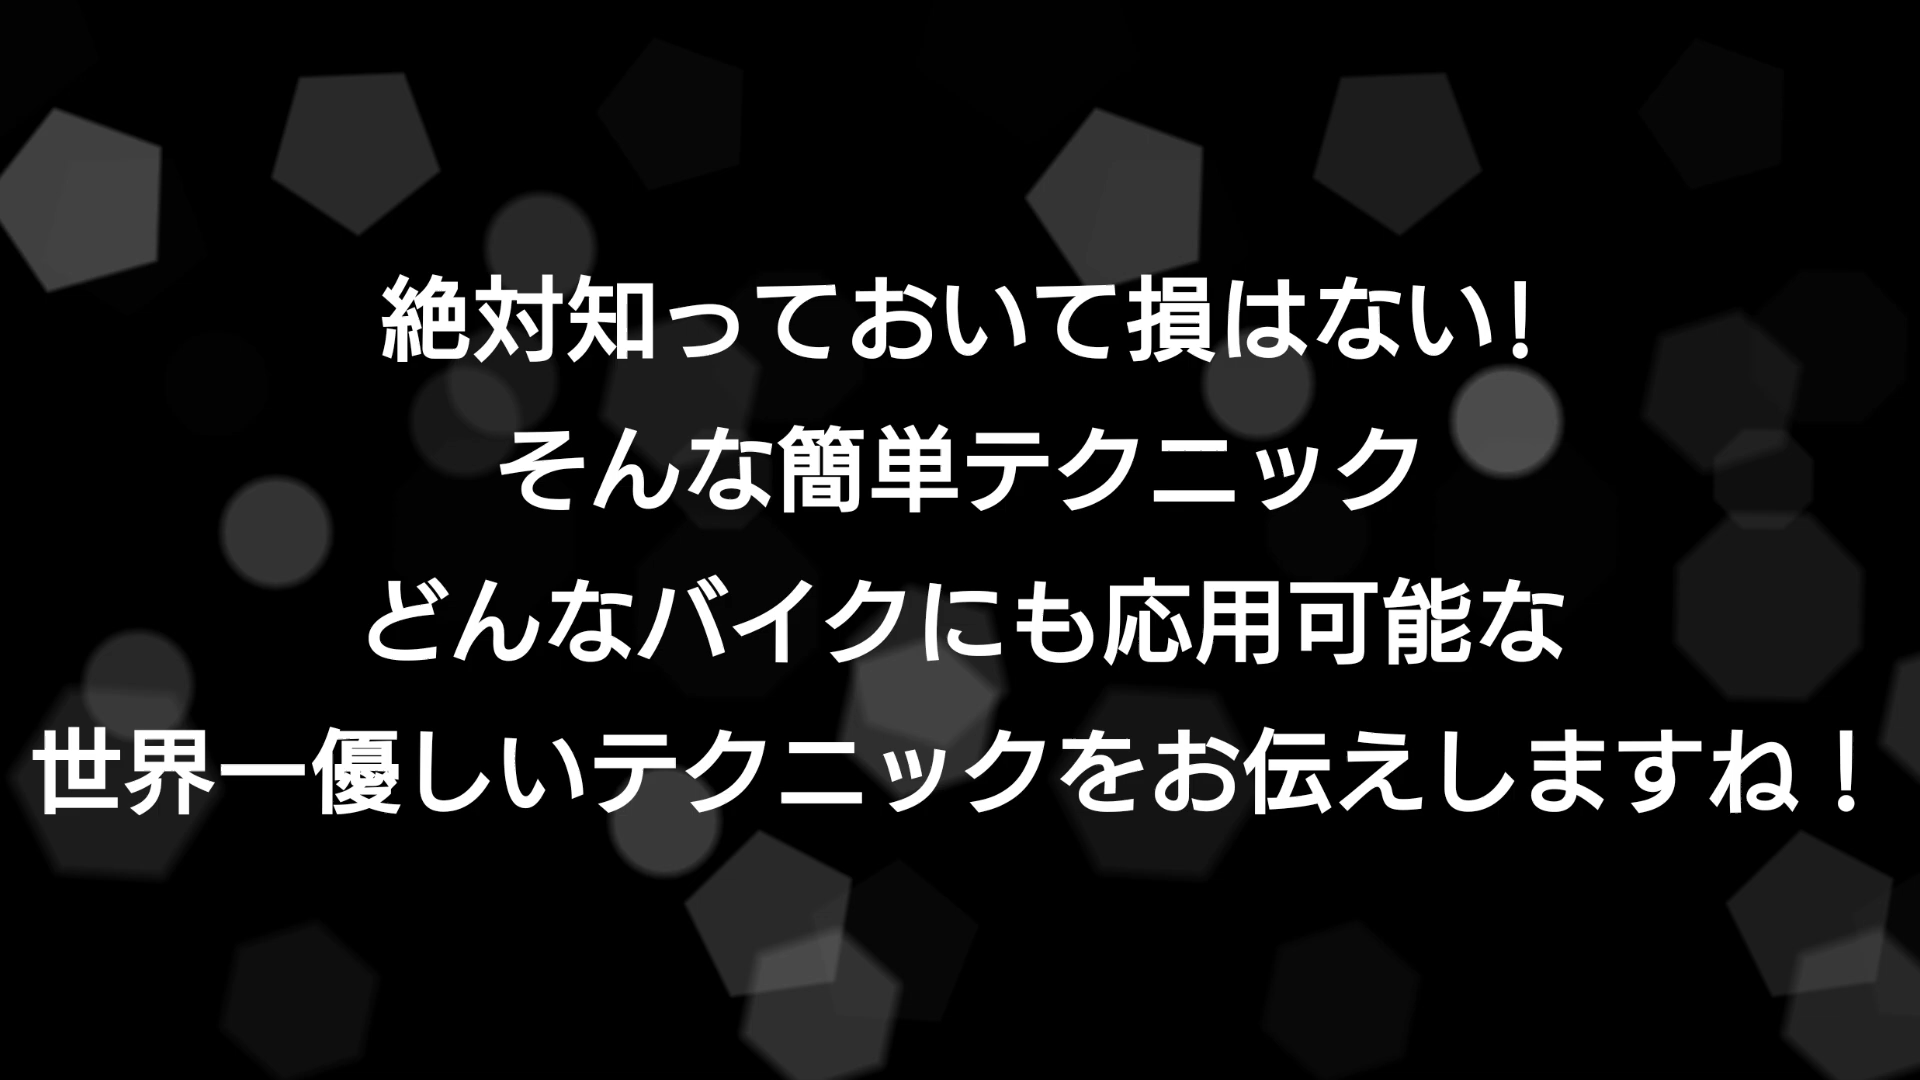 絶対知っておいて損はない！
そんな簡単テクニック
どんなバイクにも応用可能な
世界一優しいテクニックをお伝えしますね！